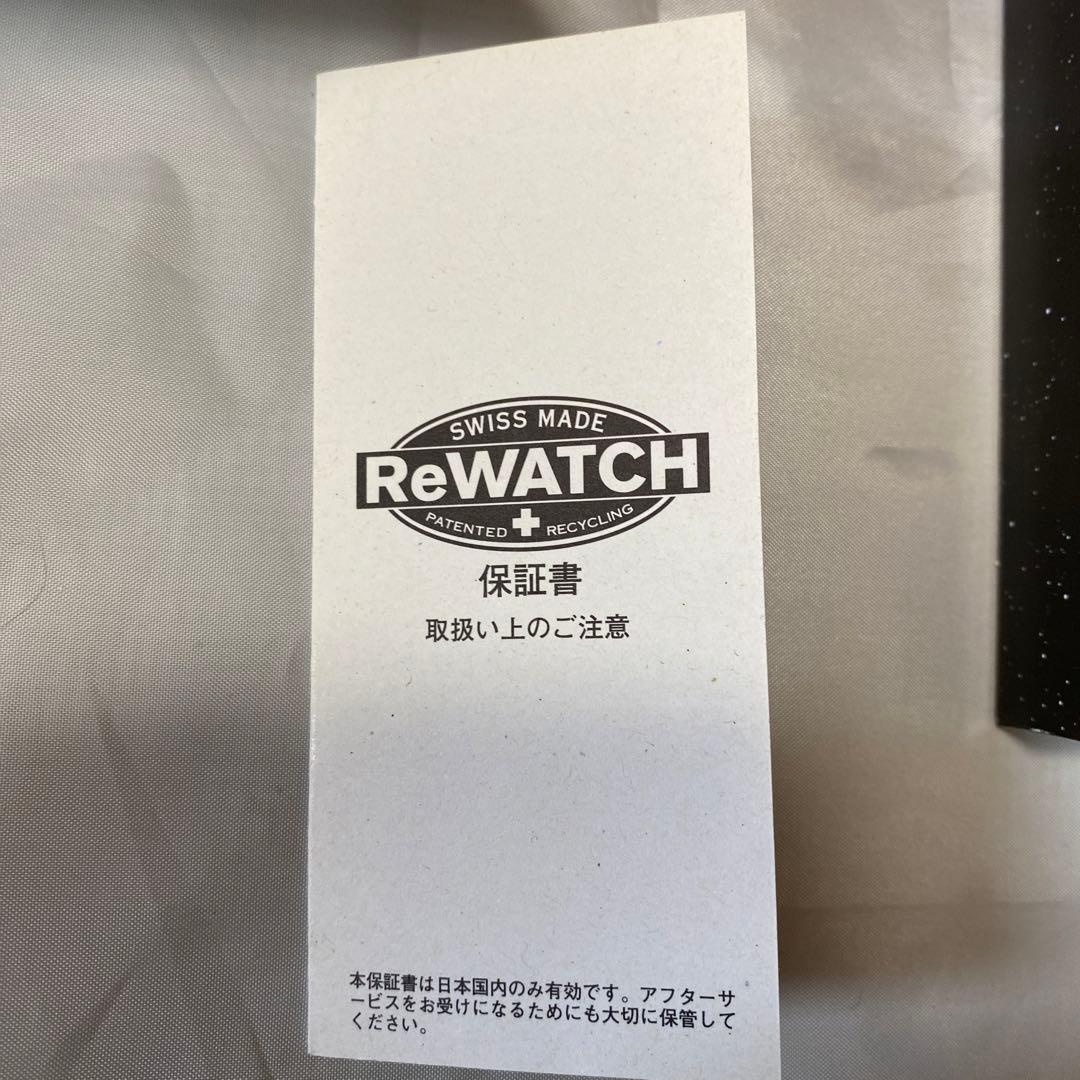 SWISS MADE
ReWATCH
PATENTED RECYCLING
保証書
取扱い上のご注意
本保証書は日本国内のみ有効です。アフターサ
ービスをお受けになるためにも大切に保管して
ください。